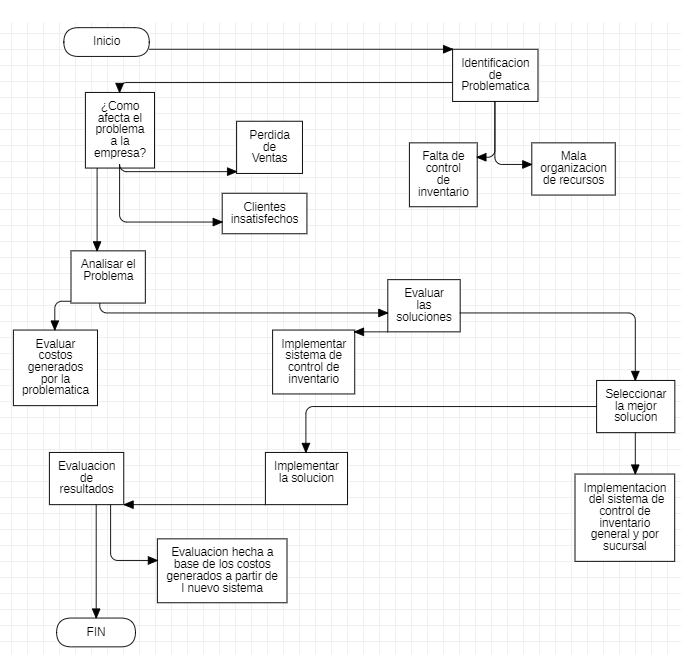 Inicio
Identificacion
de
Problematica
¿Como
afecta el
problema
a la
empresa?
Perdida
de
Ventas
Falta de
control
de
inventario
Mala
organizacion
de recursos
Clientes
insatisfechos
Analisar el
Problema
Evaluar
las
soluciones
Evaluar
costos
generados
por la
problematica
Implementar
sistema de
control de
inventario
Seleccionar
la mejor
solucion
Evaluacion
de
resultados
Implementar
la solucion
Implementacion
del sistema de
control de
inventario
general y por
sucursal
Evaluacion hecha a
base de los costos
generados a partir de
l nuevo sistema
FIN